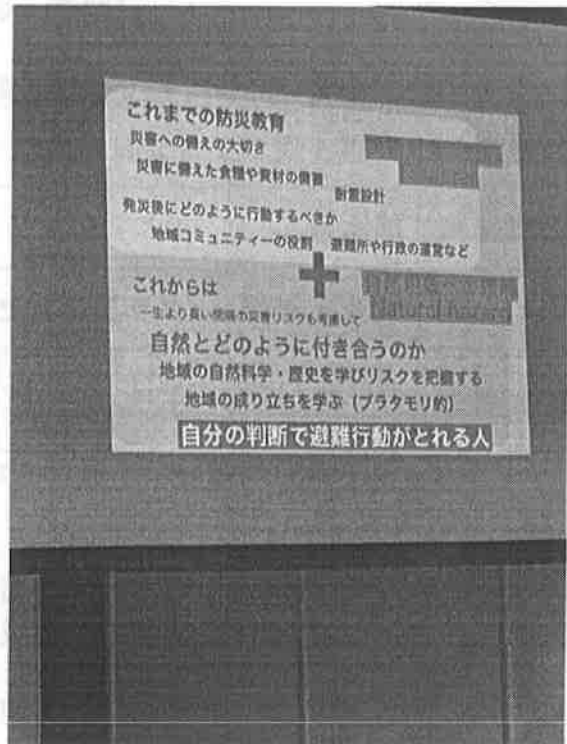 これまでの防災教育
災害への備えの大切さ
災害に備えた食糧や資材の備蓄
耐震設計
発災後にどのように行動するべきか
地域コミュニティーの役割 避難所や行政の運営など
+
これからは
一生より長い間隔の災害リスクも考慮して
Natural hazard
自然とどのように付き合うのか
地域の自然科学・歴史を学びリスクを把握する
地域の成り立ちを学ぶ(ブラタモリ的)
自分の判断で避難行動がとれる人